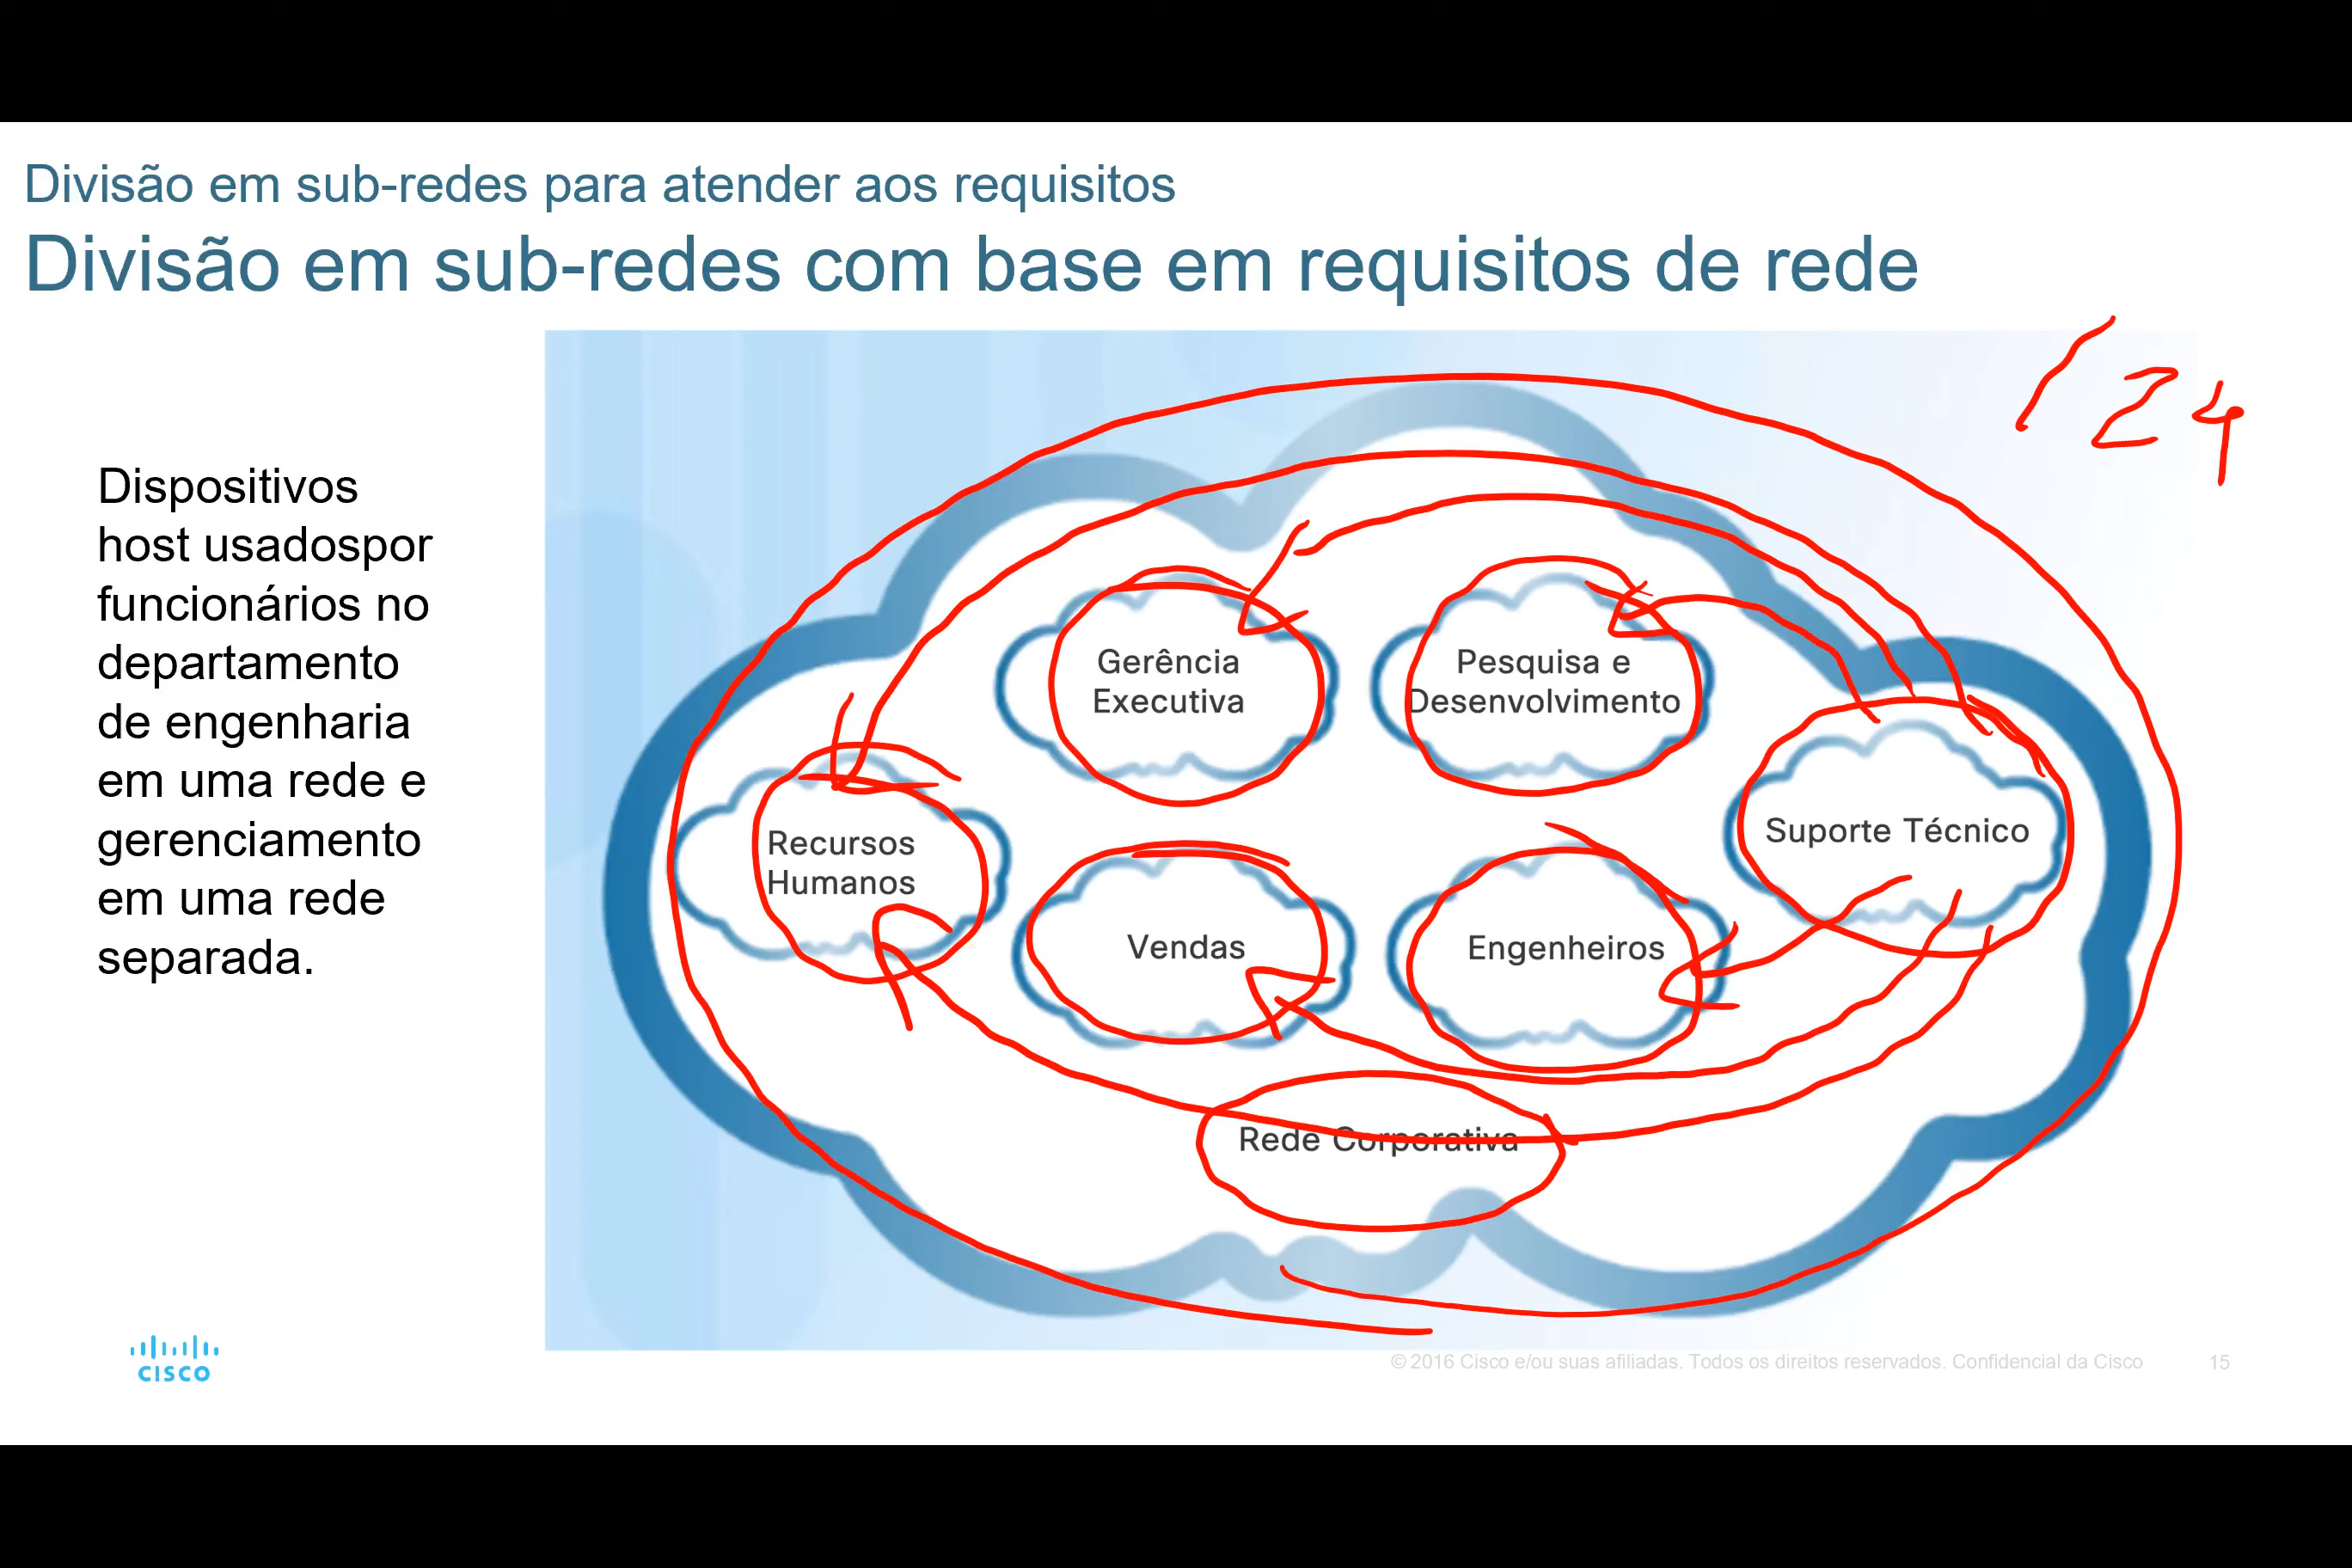 Divisão em sub-redes para atender aos requisitos
Divisão em sub-redes com base em requisitos de rede
/24
Dispositivos
host usadospor
funcionários no
departamento
de engenharia
em uma rede e
gerenciamento
em uma rede
separada.
Gerência
Executiva
Pesquisa e
Desenvolvimento
Recursos
Humanos
Vendas
Engenheiros
Suporte Técnico
Rede Corporativa
CISCO
© 2016 Cisco e/ou suas afiliadas. Todos os direitos reservados. Confidencial da Cisco
15